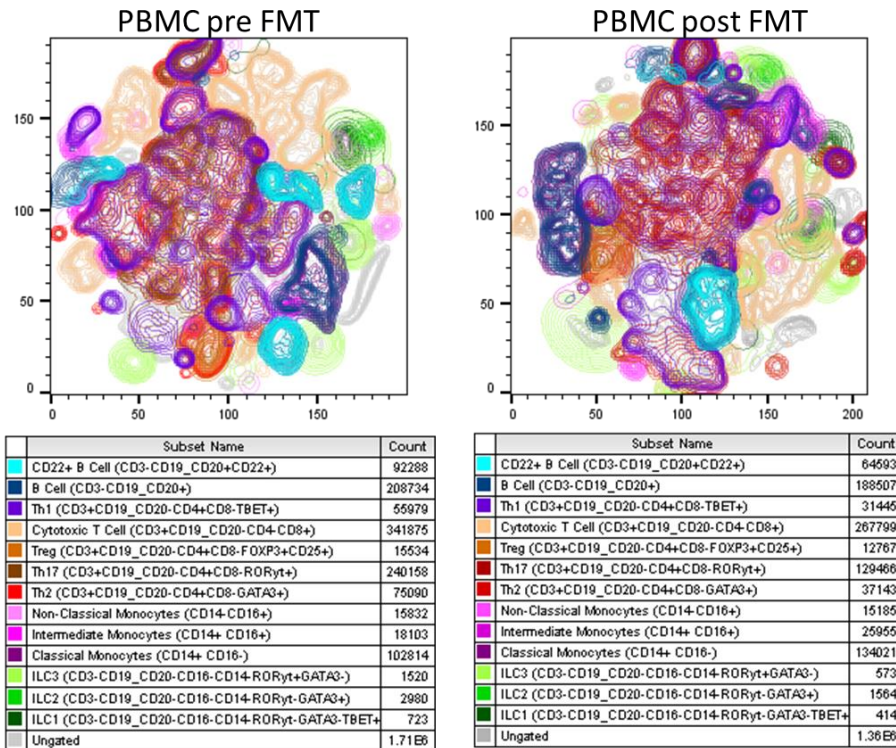 PBMC pre FMT
PBMC post FMT
150
100
50
0
0 50 100 150
150
100
50
0
0 50 100 150 200
Subset Name Count
CD22+ B Cell (CD3-CD19_CD20+CD22+) 92288
B Cell (CD3-CD19_CD20+) 208734
Th1 (CD3+CD19_CD20-CD4+CD8-TBET+) 55979
Cytotoxic T Cell (CD3+CD19_CD20-CD4-CD8+) 341875
Treg (CD3+CD19_CD20-CD4+CD8-FOXP3+CD25+) 15534
Th17 (CD3+CD19_CD20-CD4+CD8-RORyt+) 240158
Th2 (CD3+CD19_CD20-CD4+CD8-GATA3+) 75090
Non-Classical Monocytes (CD14-CD16+) 15832
Intermediate Monocytes (CD14+ CD16+) 18103
Classical Monocytes (CD14+ CD16-) 102814
ILC3 (CD3-CD19_CD20-CD16-CD14-RORyt+GATA3-) 1520
ILC2 (CD3-CD19_CD20-CD16-CD14-RORyt-GATA3+) 2980
ILC1 (CD3-CD19_CD20-CD16-CD14-RORyt-GATA3-TBET+ 723
Ungated 1.71E6
Subset Name Count
CD22+ B Cell (CD3-CD19_CD20+CD22+) 64593
B Cell (CD3-CD19_CD20+) 188507
Th1 (CD3+CD19_CD20-CD4+CD8-TBET+) 31445
Cytotoxic T Cell (CD3+CD19_CD20-CD4-CD8+) 267799
Treg (CD3+CD19_CD20-CD4+CD8-FOXP3+CD25+) 12767
Th17 (CD3+CD19_CD20-CD4+CD8-RORyt+) 129466
Th2 (CD3+CD19_CD20-CD4+CD8-GATA3+) 37143
Non-Classical Monocytes (CD14-CD16+) 15185
Intermediate Monocytes (CD14+ CD16+) 25955
Classical Monocytes (CD14+ CD16-) 134021
ILC3 (CD3-CD19_CD20-CD16-CD14-RORyt+GATA3-) 573
ILC2 (CD3-CD19_CD20-CD16-CD14-RORyt-GATA3+) 1564
ILC1 (CD3-CD19_CD20-CD16-CD14-RORyt-GATA3-TBET+ 414
Ungated 1.36E6